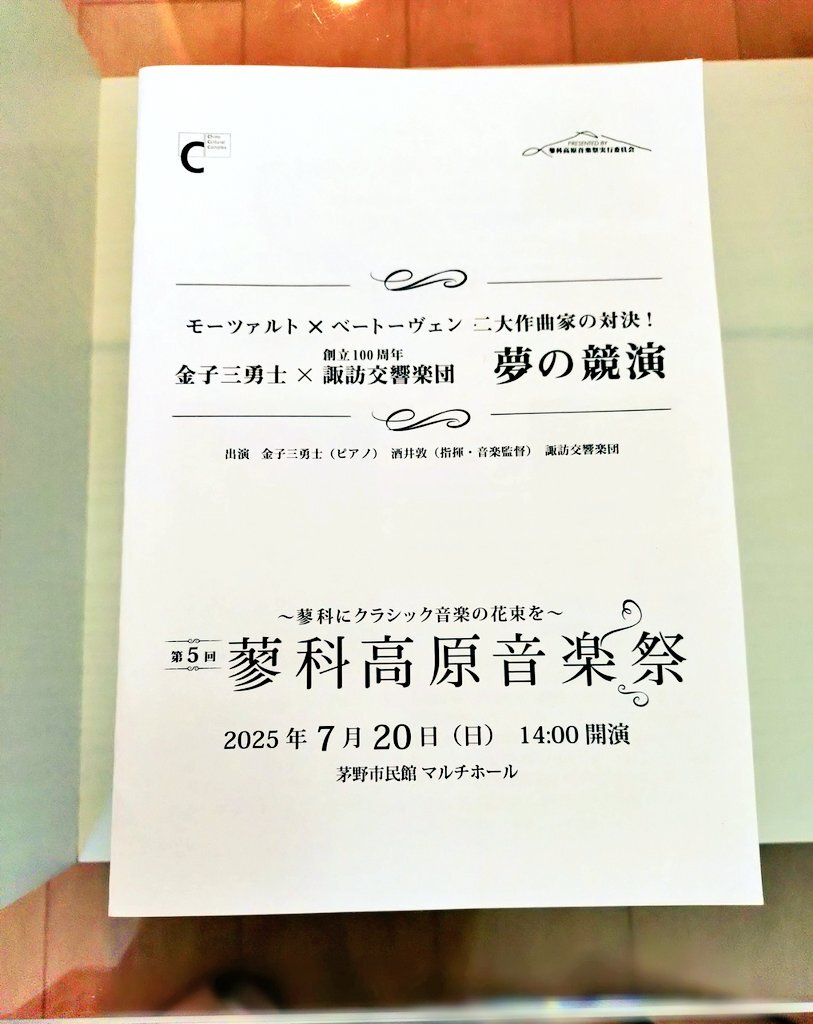 C
Chino
Cultural
Complex
PRESENTED BY
蓼科高原音楽祭実行委員会
モーツァルト × ベートーヴェン 二大作曲家の対決!
創立100周年
金子三勇士 × 諏訪交響楽団 夢の競演
出演 金子三勇士(ピアノ) 酒井敦(指揮・音楽監督) 諏訪交響楽団
~蓼科にクラシック音楽の花束を~
第5回 蓼科高原音楽祭
2025年7月20日(日) 14:00開演
茅野市民館 マルチホール